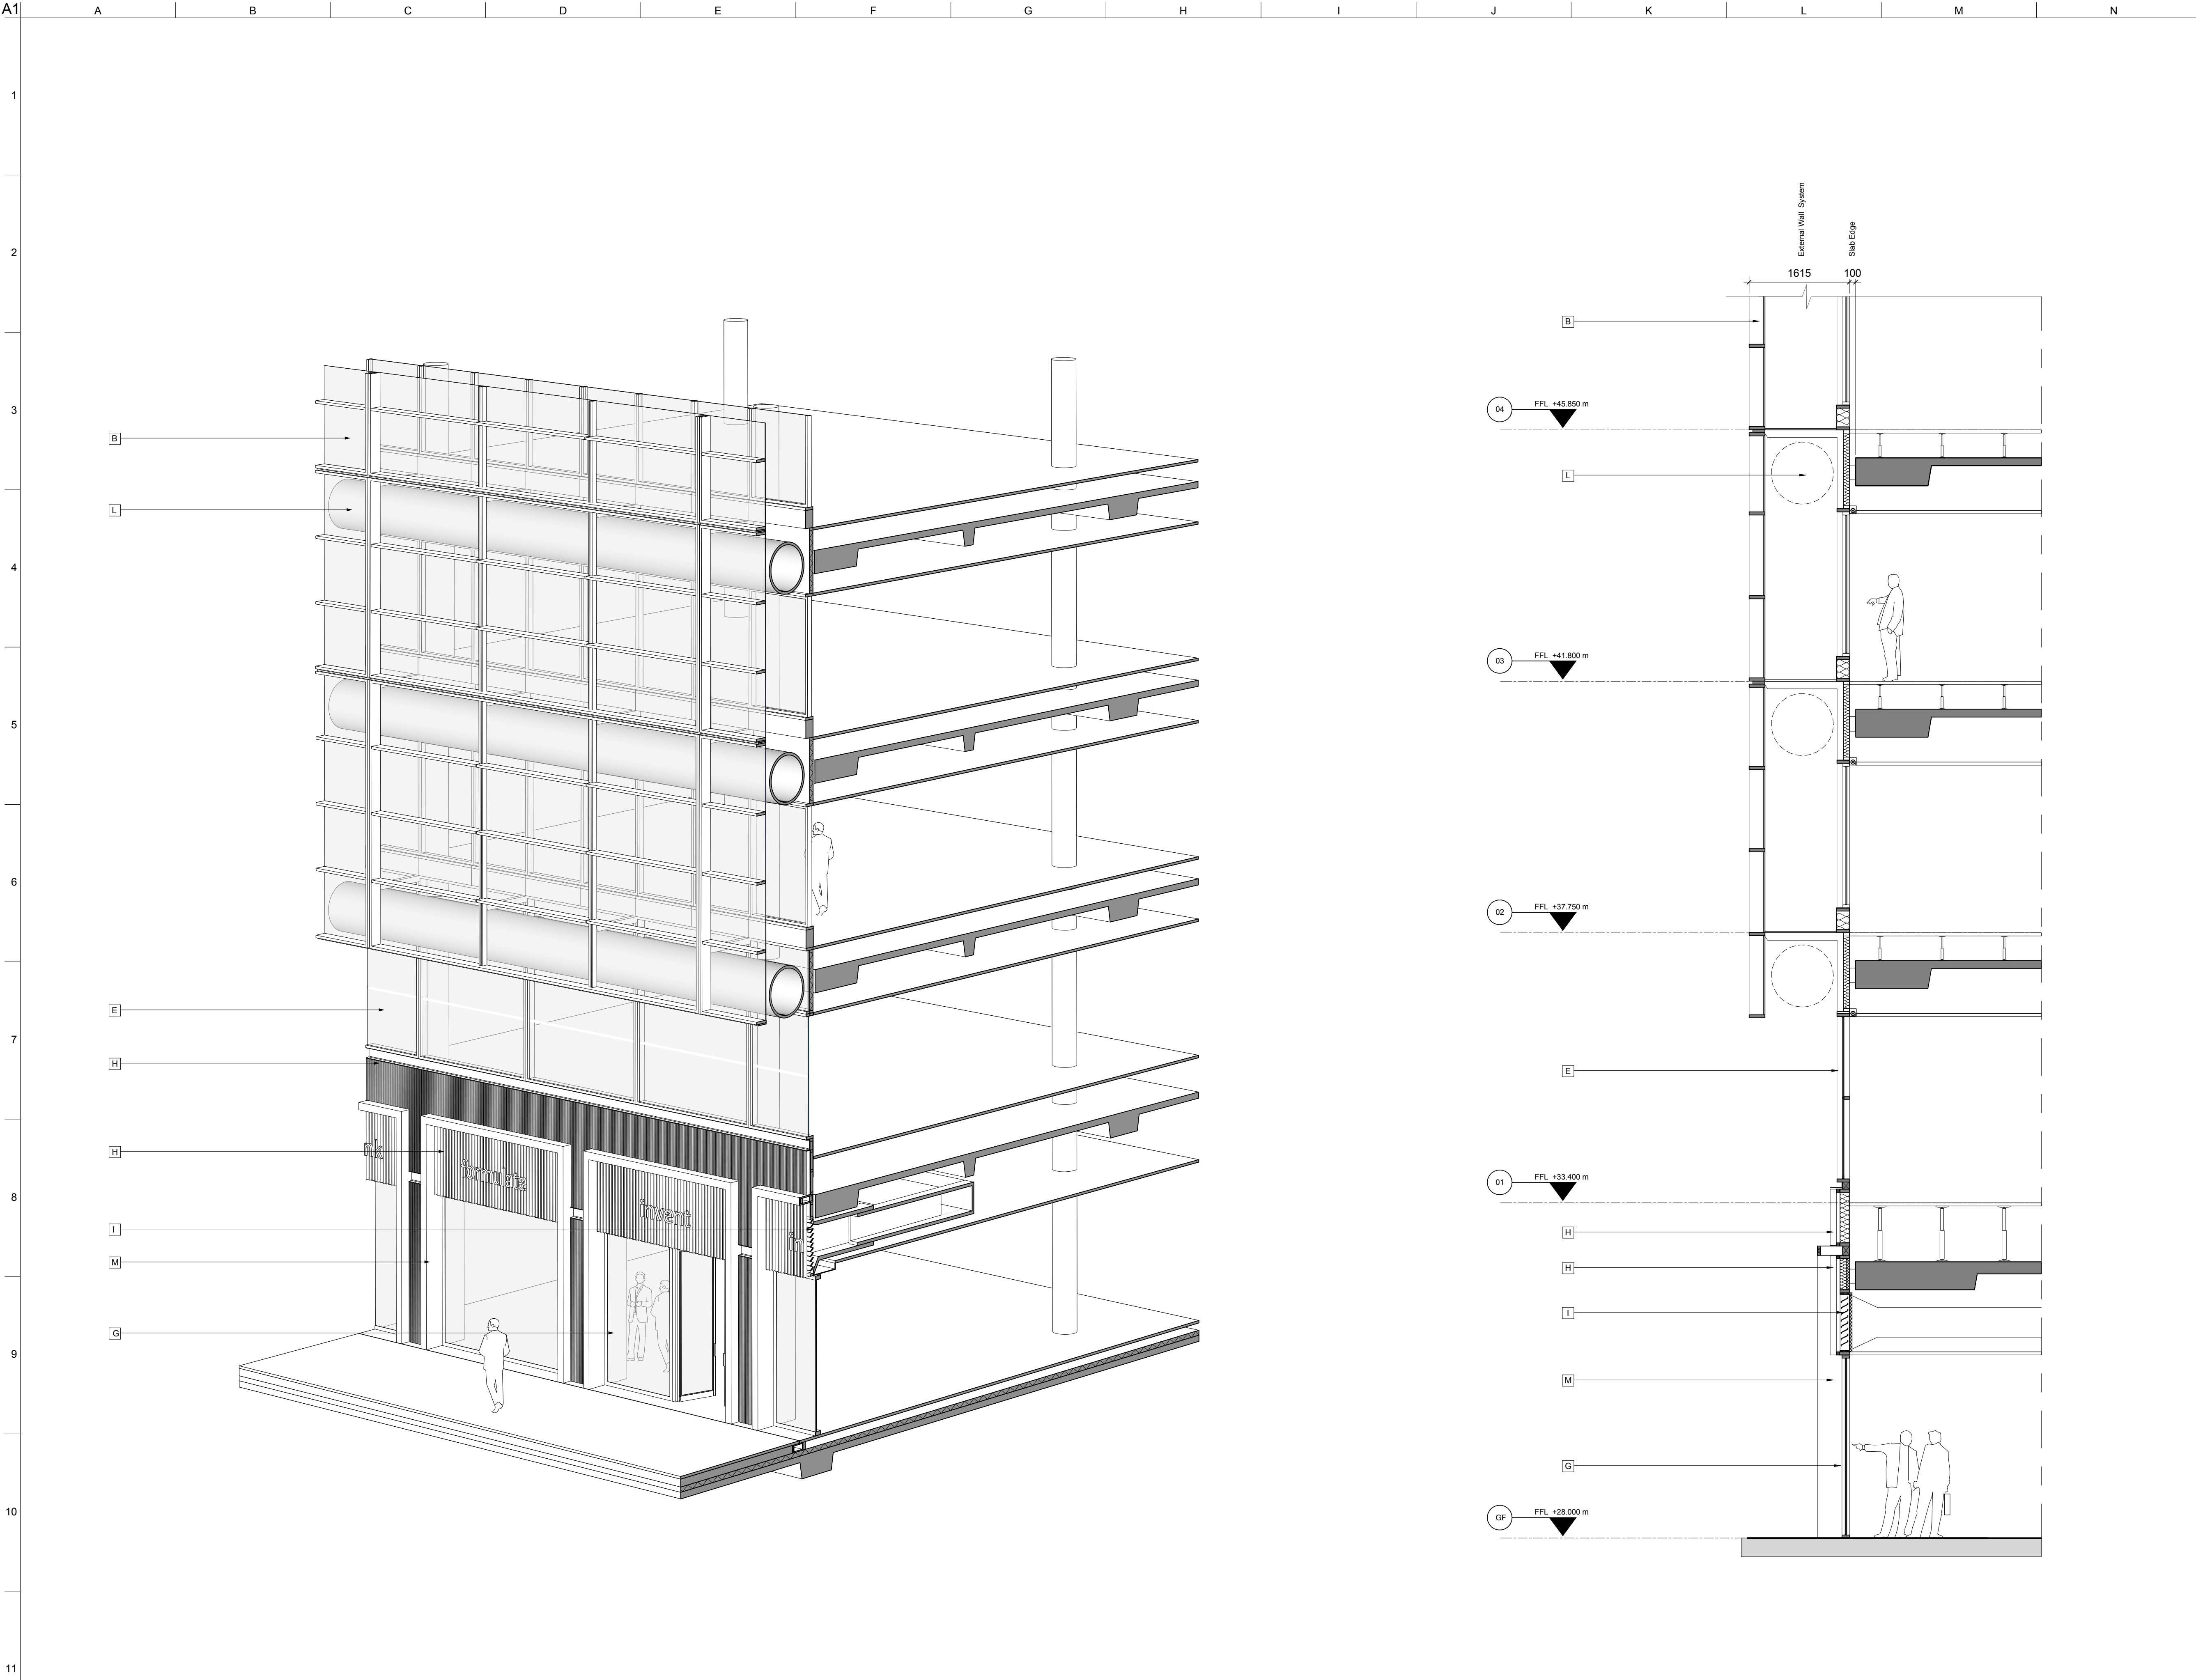 A1
A B C D E F G H I J K L M N
1
2
3
4
5
6
7
8
9
10
11
B
L
E
H
H
I
M
G
nk
formulate
invent
in
External Wall System
Slab Edge
1615 100
B
04 FFL +45.850 m
L
03 FFL +41.800 m
02 FFL +37.750 m
E
01 FFL +33.400 m
H
H
I
M
G
GF FFL +28.000 m